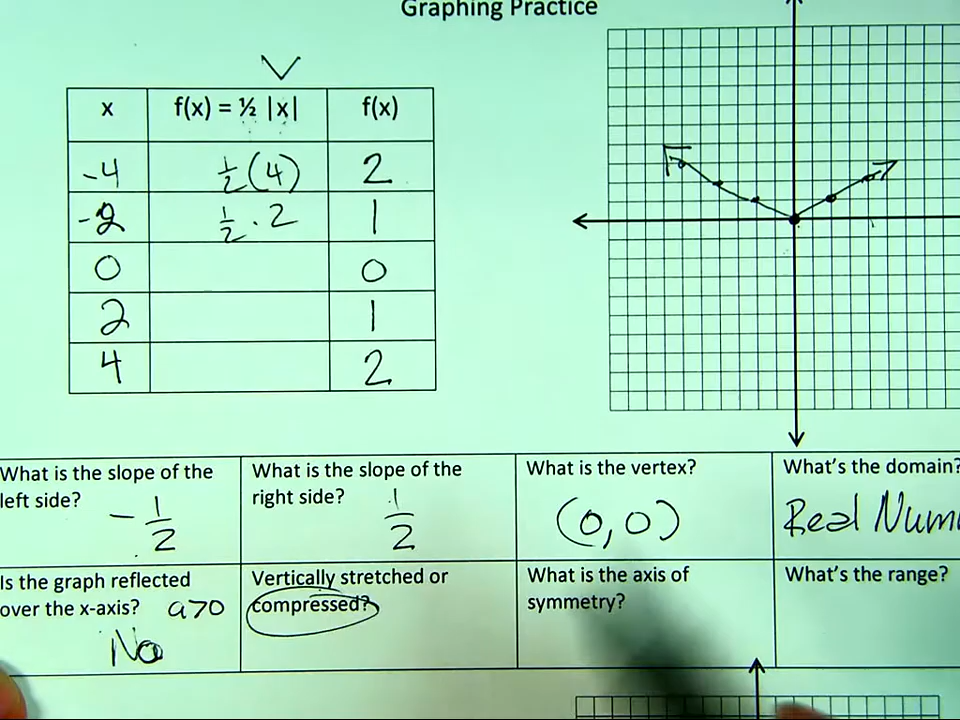 Graphing Practice
x f(x) = ½ |x| f(x)
-4 ½(4) 2
-2 ½ · 2 1
0 0
2 1
4 2
What is the slope of the left side?
- 1/2
What is the slope of the right side?
1/2
What is the vertex?
(0,0)
What's the domain?
Real Num
Is the graph reflected over the x-axis? a>0
No
Vertically stretched or compressed?
What is the axis of symmetry?
What's the range?